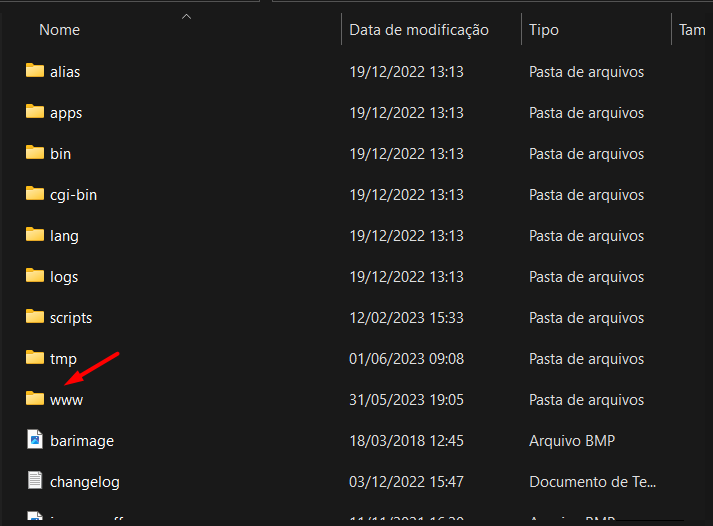 Nome Data de modificação Tipo Tam
alias 19/12/2022 13:13 Pasta de arquivos
apps 19/12/2022 13:13 Pasta de arquivos
bin 19/12/2022 13:13 Pasta de arquivos
cgi-bin 19/12/2022 13:13 Pasta de arquivos
lang 19/12/2022 13:13 Pasta de arquivos
logs 19/12/2022 13:13 Pasta de arquivos
scripts 12/02/2023 15:33 Pasta de arquivos
tmp 01/06/2023 09:08 Pasta de arquivos
www 31/05/2023 19:05 Pasta de arquivos
barimage 18/03/2018 12:45 Arquivo BMP
changelog 03/12/2022 15:47 Documento de Te...